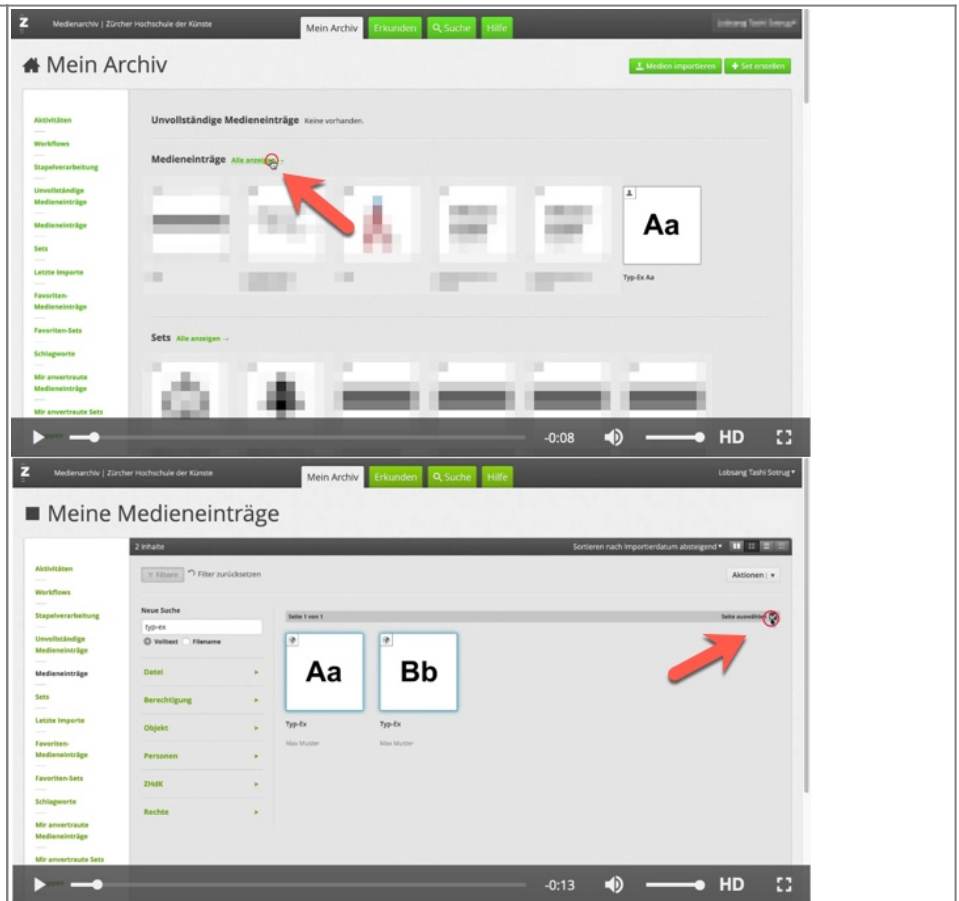 Z Medienarchiv | Zürcher Hochschule der Künste Mein Archiv Erkunden Suche Hilfe
Mein Archiv Medien importieren + Set erstellen
Aktivitäten
Workflows
Stapelverarbeitung
Unvollständige
Medieneinträge
Medieneinträge
Sets
Letzte Importe
Favoriten-
Medieneinträge
Favoriten-Sets
Schlagworte
Mir anvertraute
Medieneinträge
Mir anvertraute Sets
Unvollständige Medieneinträge Keine vorhanden.
Medieneinträge Alle anzeigen →
Aa
Typ-Ex Aa
Sets Alle anzeigen →
-0:08 HD
Z Medienarchiv | Zürcher Hochschule der Künste Mein Archiv Erkunden Suche Hilfe Lobsang Tashi Sotrug
Meine Medieneinträge
Aktivitäten
Workflows
Stapelverarbeitung
Unvollständige
Medieneinträge
Medieneinträge
Sets
Letzte Importe
Favoriten-
Medieneinträge
Favoriten-Sets
Schlagworte
Mir anvertraute
Medieneinträge
Mir anvertraute Sets
2 Inhalte Sortieren nach Importierdatum absteigend
Filtern Filter zurücksetzen Aktionen
Neue Suche
typ-ex
Volltext Filename
Datei
Berechtigung
Objekt
Personen
ZHdK
Rechte
Seite 1 von 1 Seite auswählen
Aa Bb
Typ-Ex Typ-Ex
Max Muster Max Muster
-0:13 HD